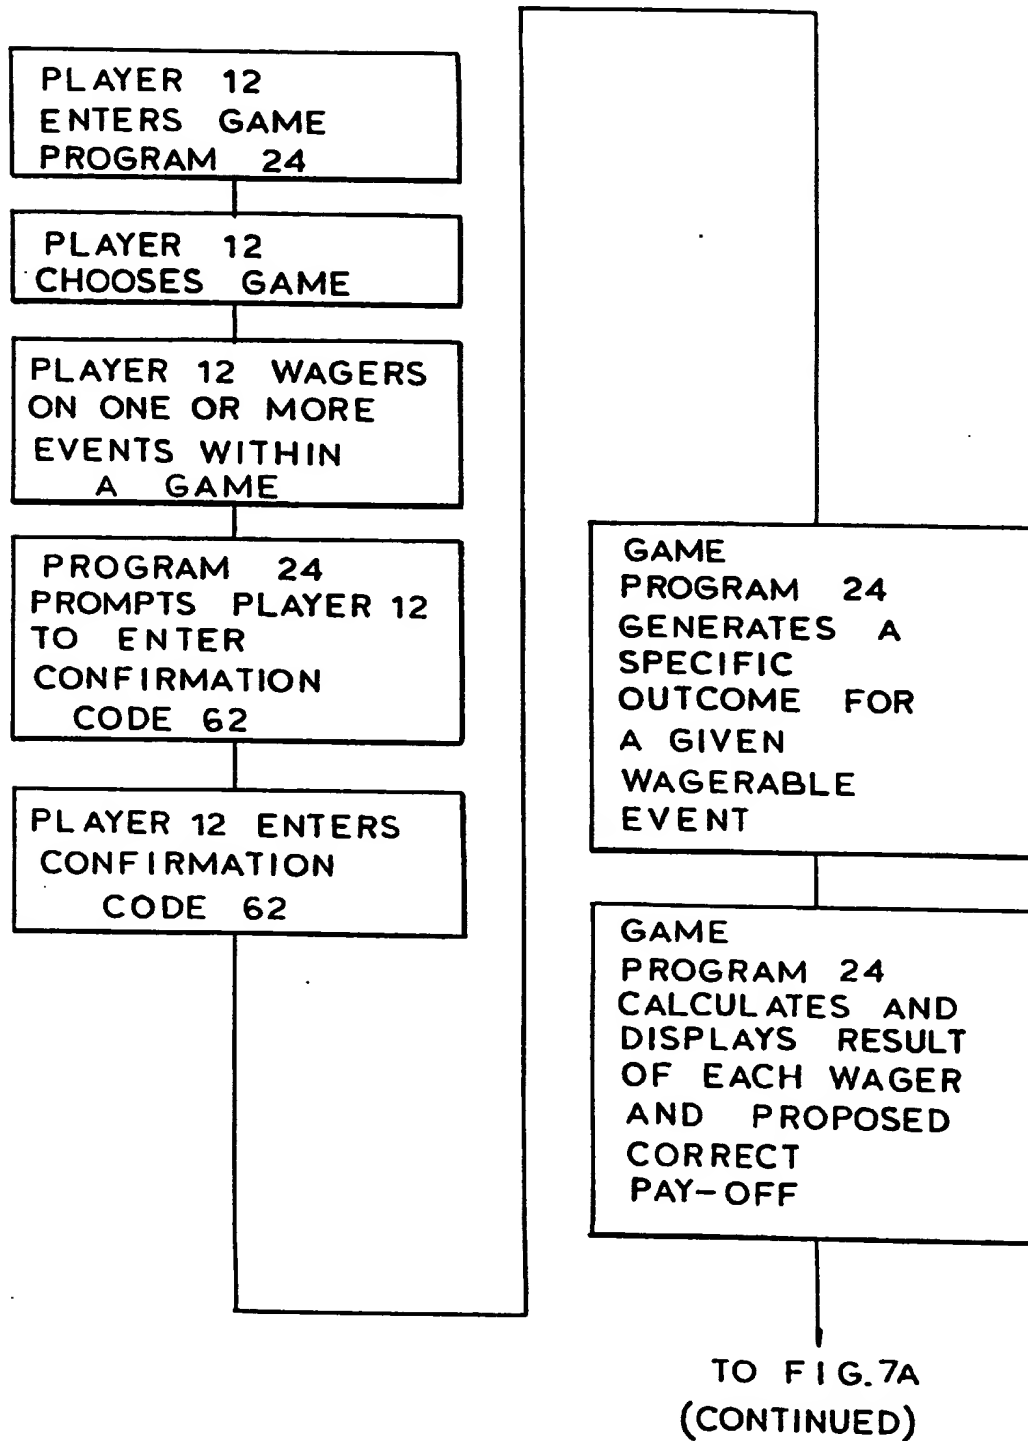 PLAYER 12
ENTERS GAME
PROGRAM 24
PLAYER 12
CHOOSES GAME
PLAYER 12 WAGERS
ON ONE OR MORE
EVENTS WITHIN
A GAME
PROGRAM 24
PROMPTS PLAYER 12
TO ENTER
CONFIRMATION
CODE 62
PLAYER 12 ENTERS
CONFIRMATION
CODE 62
GAME
PROGRAM 24
GENERATES A
SPECIFIC
OUTCOME FOR
A GIVEN
WAGERABLE
EVENT
GAME
PROGRAM 24
CALCULATES AND
DISPLAYS RESULT
OF EACH WAGER
AND PROPOSED
CORRECT
PAY-OFF
TO FIG.7A
(CONTINUED)